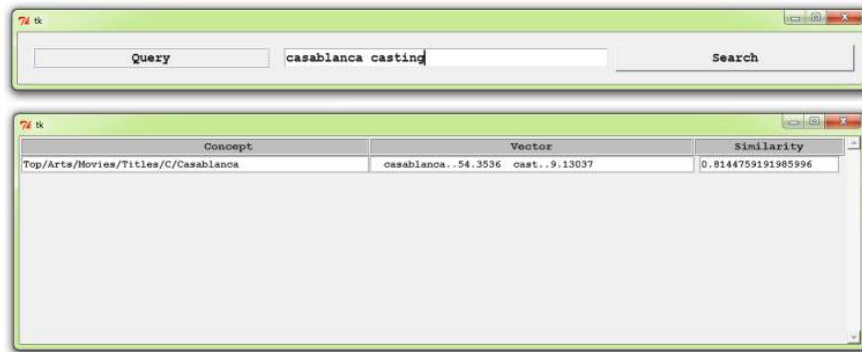 tk
Query casablanca casting Search
tk
Concept Vector Similarity
Top/Arts/Movies/Titles/C/Casablanca casablanca..54.3536 cast..9.13037 0.8144759191985996